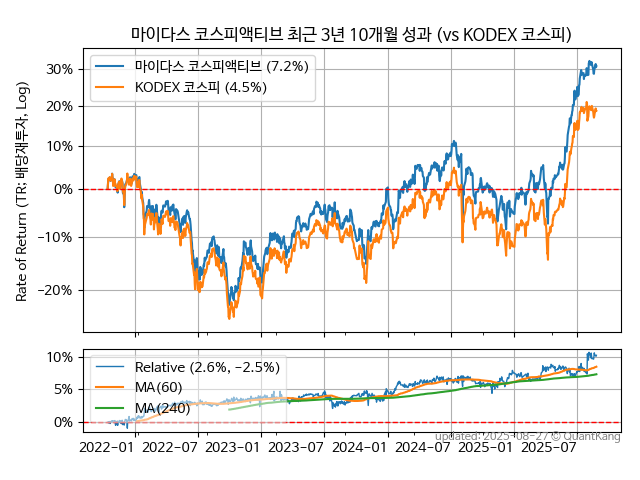 마이다스 코스피액티브 최근 3년 10개월 성과 (vs KODEX 코스피)
Rate of Return (TR: 배당재투자, Log)
30%
20%
10%
0%
−10%
−20%
마이다스 코스피액티브 (7.2%)
KODEX 코스피 (4.5%)
10%
5%
0%
Relative (2.6%, −2.5%)
MA(60)
MA(240)
2022−01 2022−07 2023−01 2023−07 2024−01 2024−07 2025−01 2025−07
updated: 2025-08-27 © QuantKang